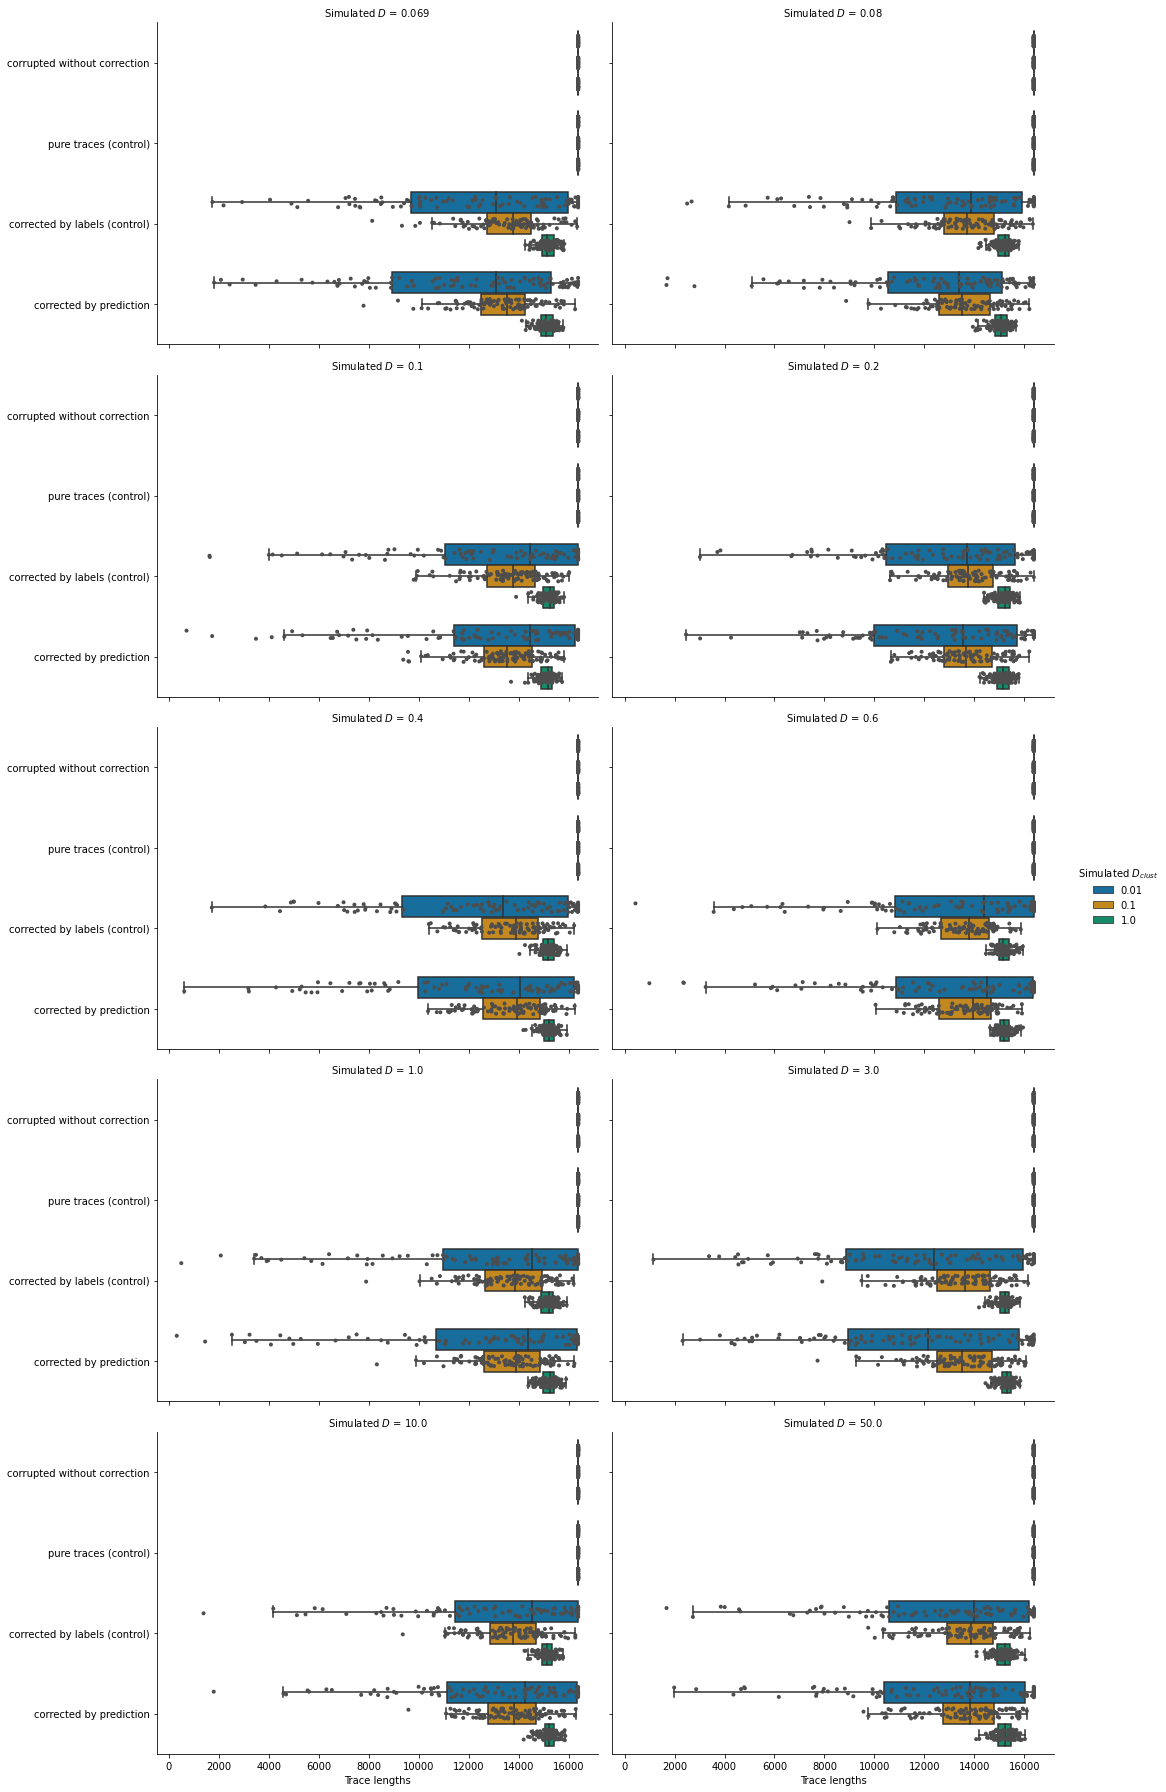 Simulated D = 0.069
Simulated D = 0.08
corrupted without correction
pure traces (control)
corrected by labels (control)
corrected by prediction
Simulated D = 0.1
Simulated D = 0.2
corrupted without correction
pure traces (control)
corrected by labels (control)
corrected by prediction
Simulated D = 0.4
Simulated D = 0.6
corrupted without correction
pure traces (control)
corrected by labels (control)
corrected by prediction
Simulated D_clust
0.01
0.1
1.0
Simulated D = 1.0
Simulated D = 3.0
corrupted without correction
pure traces (control)
corrected by labels (control)
corrected by prediction
Simulated D = 10.0
Simulated D = 50.0
corrupted without correction
pure traces (control)
corrected by labels (control)
corrected by prediction
0 2000 4000 6000 8000 10000 12000 14000 16000
0 2000 4000 6000 8000 10000 12000 14000 16000
Trace lengths
Trace lengths